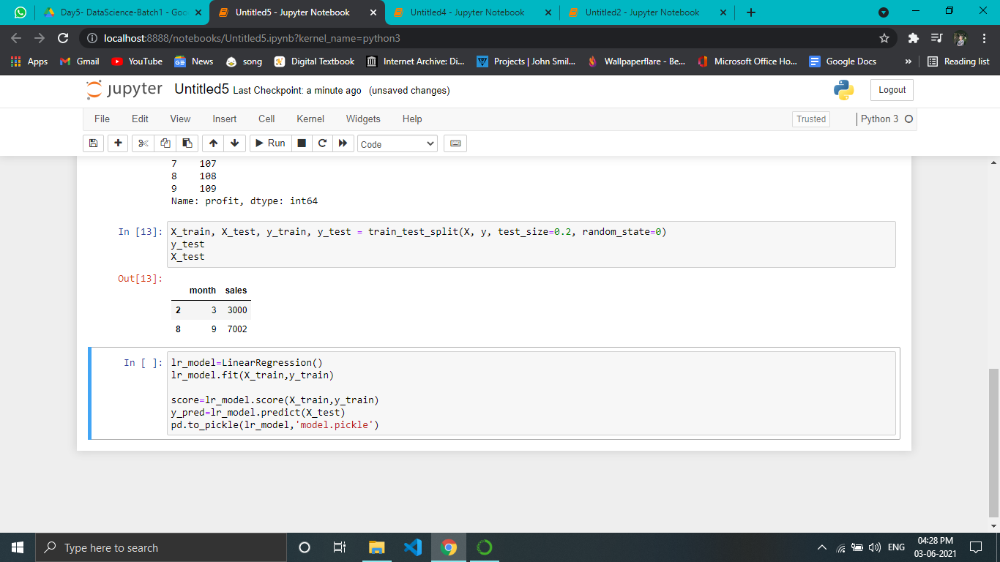 Day5- DataScience-Batch1 - Goo
Untitled5 - Jupyter Notebook
Untitled4 - Jupyter Notebook
Untitled2 - Jupyter Notebook
localhost:8888/notebooks/Untitled5.ipynb?kernel_name=python3
Apps Gmail YouTube News song Digital Textbook Internet Archive: Di... Projects | John Smil... Wallpaperflare - Be... Microsoft Office Ho... Google Docs » Reading list
jupyter Untitled5 Last Checkpoint: a minute ago (unsaved changes) Logout
File Edit View Insert Cell Kernel Widgets Help Trusted Python 3
Run Code
7 107
8 108
9 109
Name: profit, dtype: int64
In [13]: X_train, X_test, y_train, y_test = train_test_split(X, y, test_size=0.2, random_state=0)
y_test
X_test
Out[13]:
month sales
2 3 3000
8 9 7002
In [ ]: lr_model=LinearRegression()
lr_model.fit(X_train,y_train)
score=lr_model.score(X_train,y_train)
y_pred=lr_model.predict(X_test)
pd.to_pickle(lr_model,'model.pickle')
Type here to search
ENG
04:28 PM
03-06-2021